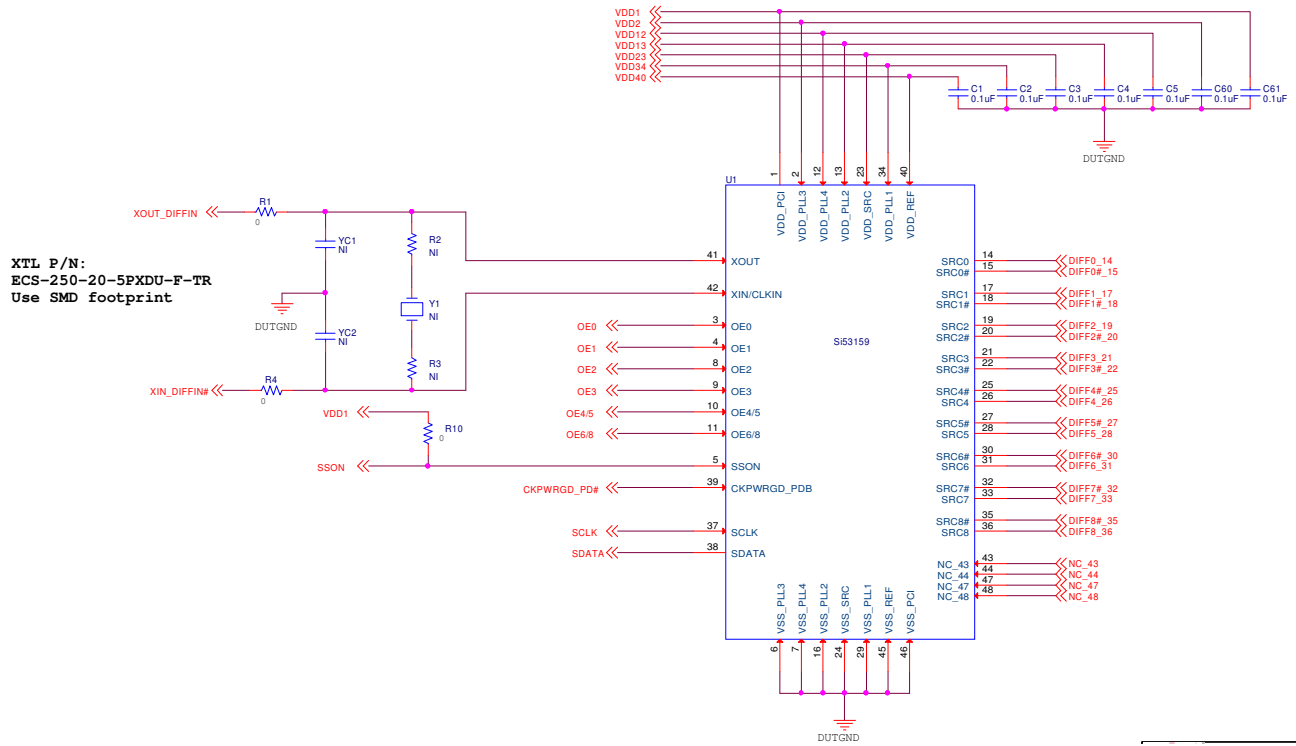 VDD1
VDD2
VDD12
VDD13
VDD23
VDD34
VDD40
C1 0.1uF
C2 0.1uF
C3 0.1uF
C4 0.1uF
C5 0.1uF
C60 0.1uF
C61 0.1uF
DUTGND
U1
1 2 12 13 23 34 40
VDD_PCI VDD_PLL3 VDD_PLL4 VDD_PLL2 VDD_SRC VDD_PLL1 VDD_REF
XTL P/N:
ECS-250-20-5PXDU-F-TR
Use SMD footprint
XOUT_DIFFIN
R1
0
YC1
NI
R2
NI
DUTGND
Y1
NI
YC2
NI
R3
NI
XIN_DIFFIN#
R4
0
VDD1
R10
0
41 XOUT
42 XIN/CLKIN
OE0 3 OE0
OE1 4 OE1
OE2 8 OE2
OE3 9 OE3
OE4/5 10 OE4/5
OE6/8 11 OE6/8
SSON 5 SSON
CKPWRGD_PD# 39 CKPWRGD_PDB
SCLK 37 SCLK
SDATA 38 SDATA
Si53159
SRC0 14 DIFF0_14
SRC0# 15 DIFF0#_15
SRC1 17 DIFF1_17
SRC1# 18 DIFF1#_18
SRC2 19 DIFF2_19
SRC2# 20 DIFF2#_20
SRC3 21 DIFF3_21
SRC3# 22 DIFF3#_22
SRC4# 25 DIFF4#_25
SRC4 26 DIFF4_26
SRC5# 27 DIFF5#_27
SRC5 28 DIFF5_28
SRC6# 30 DIFF6#_30
SRC6 31 DIFF6_31
SRC7# 32 DIFF7#_32
SRC7 33 DIFF7_33
SRC8# 35 DIFF8#_35
SRC8 36 DIFF8_36
NC_43 43 NC_43
NC_44 44 NC_44
NC_47 47 NC_47
NC_48 48 NC_48
VSS_PLL3 VSS_PLL4 VSS_PLL2 VSS_SRC VSS_PLL1 VSS_REF VSS_PCI
6 7 16 24 29 45 46
DUTGND